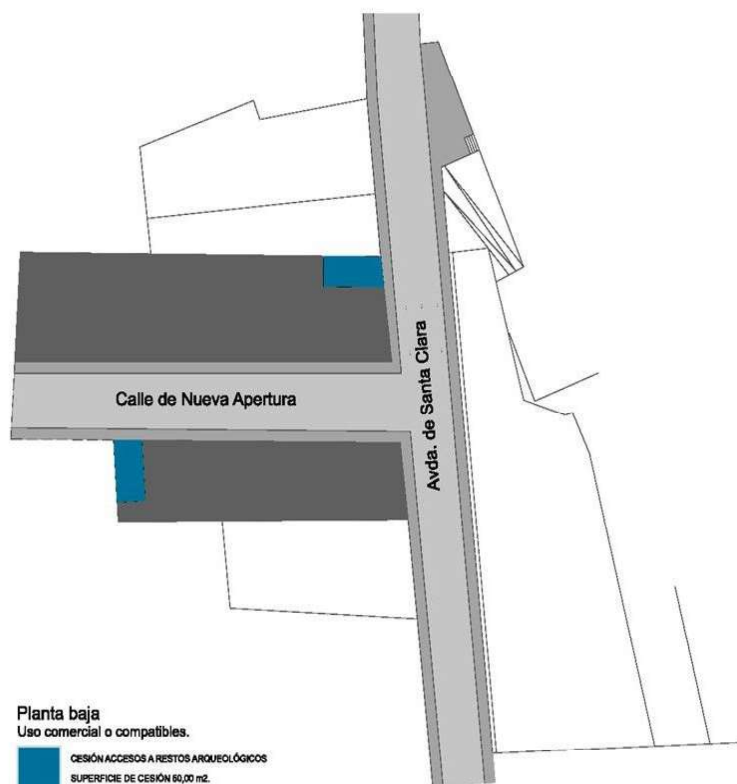 Calle de Nueva Apertura
Avda. de Santa Clara
Planta baja
Uso comercial o compatibles.
CESIÓN ACCESOS A RESTOS ARQUEOLÓGICOS
SUPERFICIE DE CESIÓN 60,00 m2.